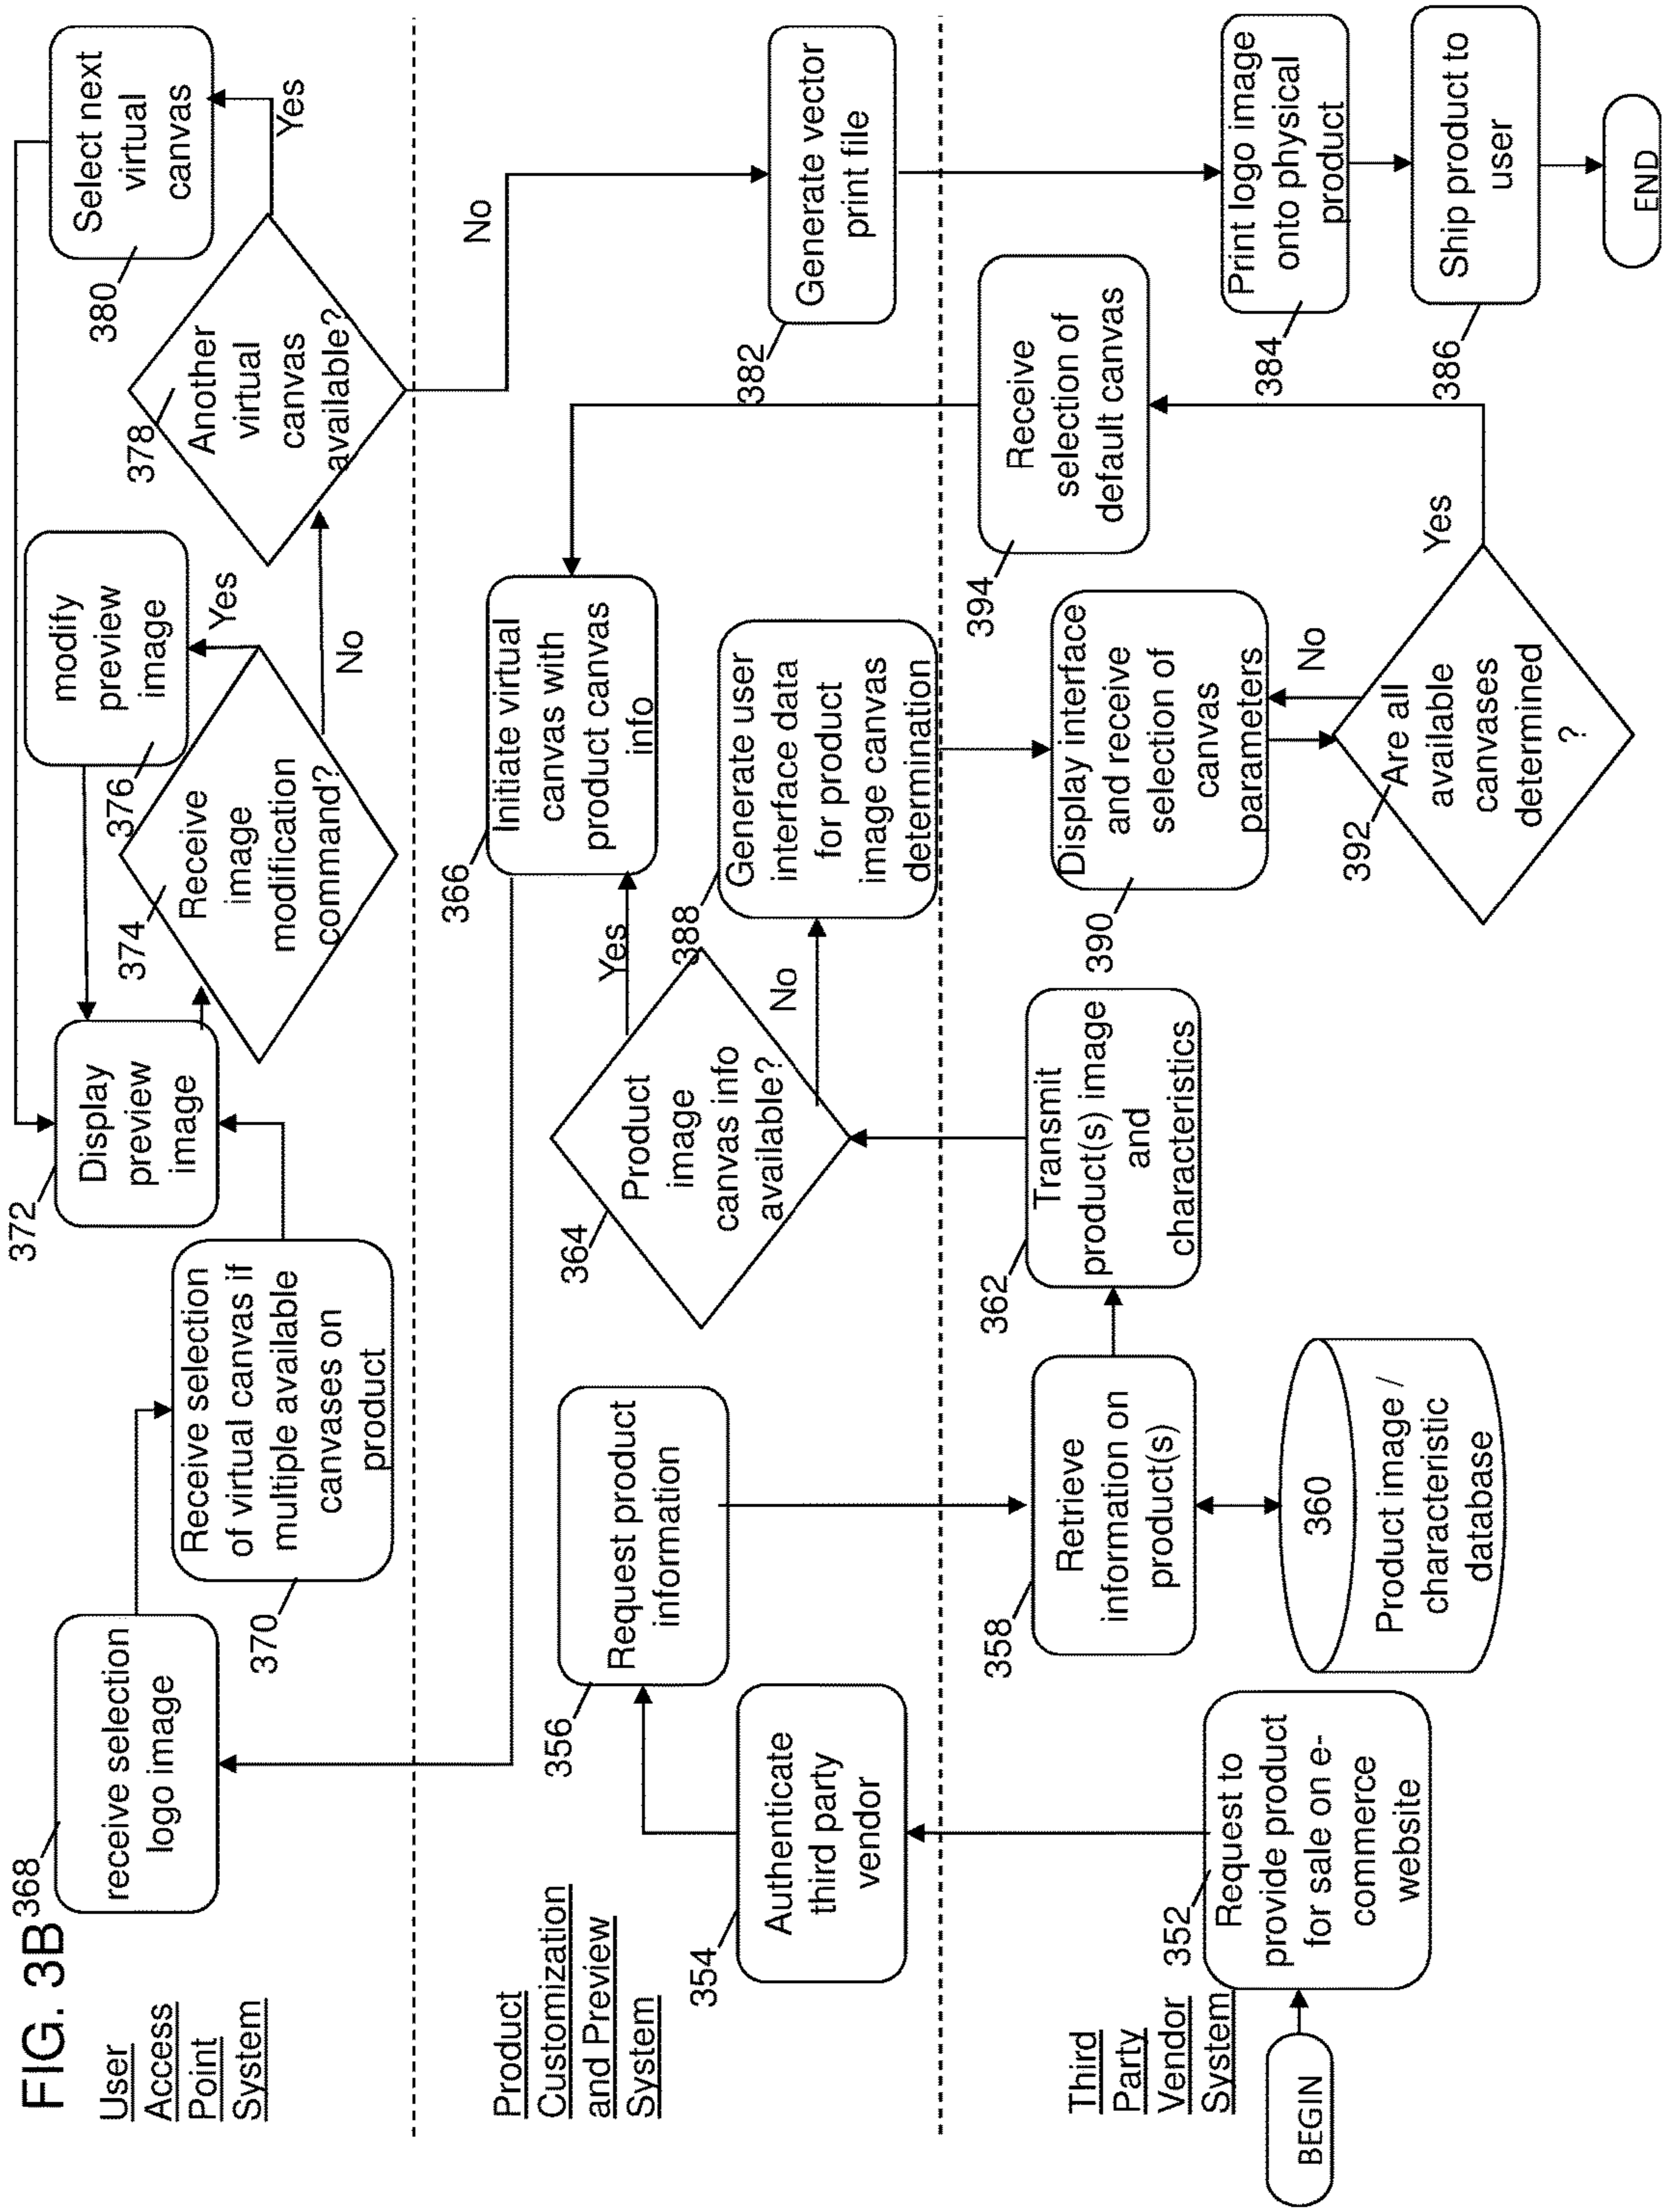 FIG. 3B
User
Access
Point
System
368
receive selection
logo image
370
Receive selection
of virtual canvas if
multiple available
canvases on
product
372
Display
preview
image
374
Receive
image
modification
command?
Yes
No
376
modify
preview
image
378
Another
virtual
canvas
available?
Yes
No
380
Select next
virtual
canvas
Product
Customization
and Preview
System
354
Authenticate
third party
vendor
356
Request product
information
364
Product
image
canvas info
available?
Yes
No
366
Initiate virtual
canvas with
product canvas
info
388
Generate user
interface data
for product
image canvas
determination
382
Generate vector
print file
Third
Party
Vendor
System
BEGIN
352
Request to
provide product
for sale on e-
commerce
website
358
Retrieve
information on
product(s)
360
Product image /
characteristic
database
362
Transmit
product(s) image
and
characteristics
390
Display interface
and receive
selection of
canvas
parameters
No
392
Are all
available
canvases
determined
?
Yes
394
Receive
selection of
default canvas
384
Print logo image
onto physical
product
386
Ship product to
user
END